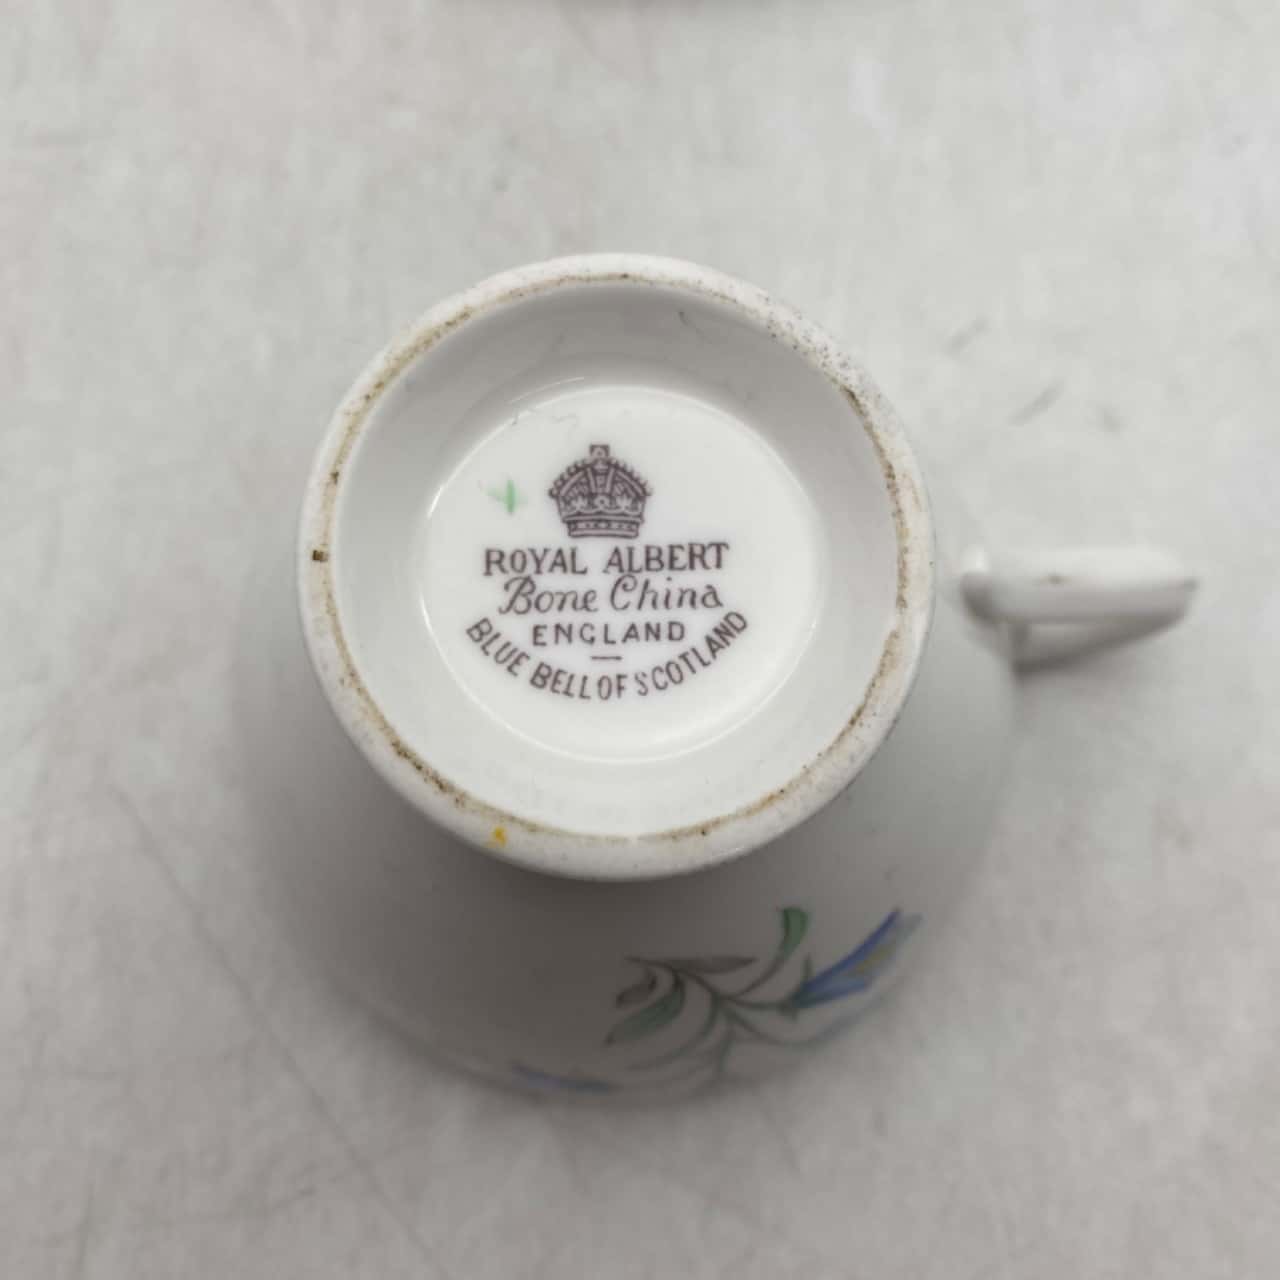 ROYAL ALBERT
Bone China
ENGLAND
BLUE BELL OF SCOTLAND